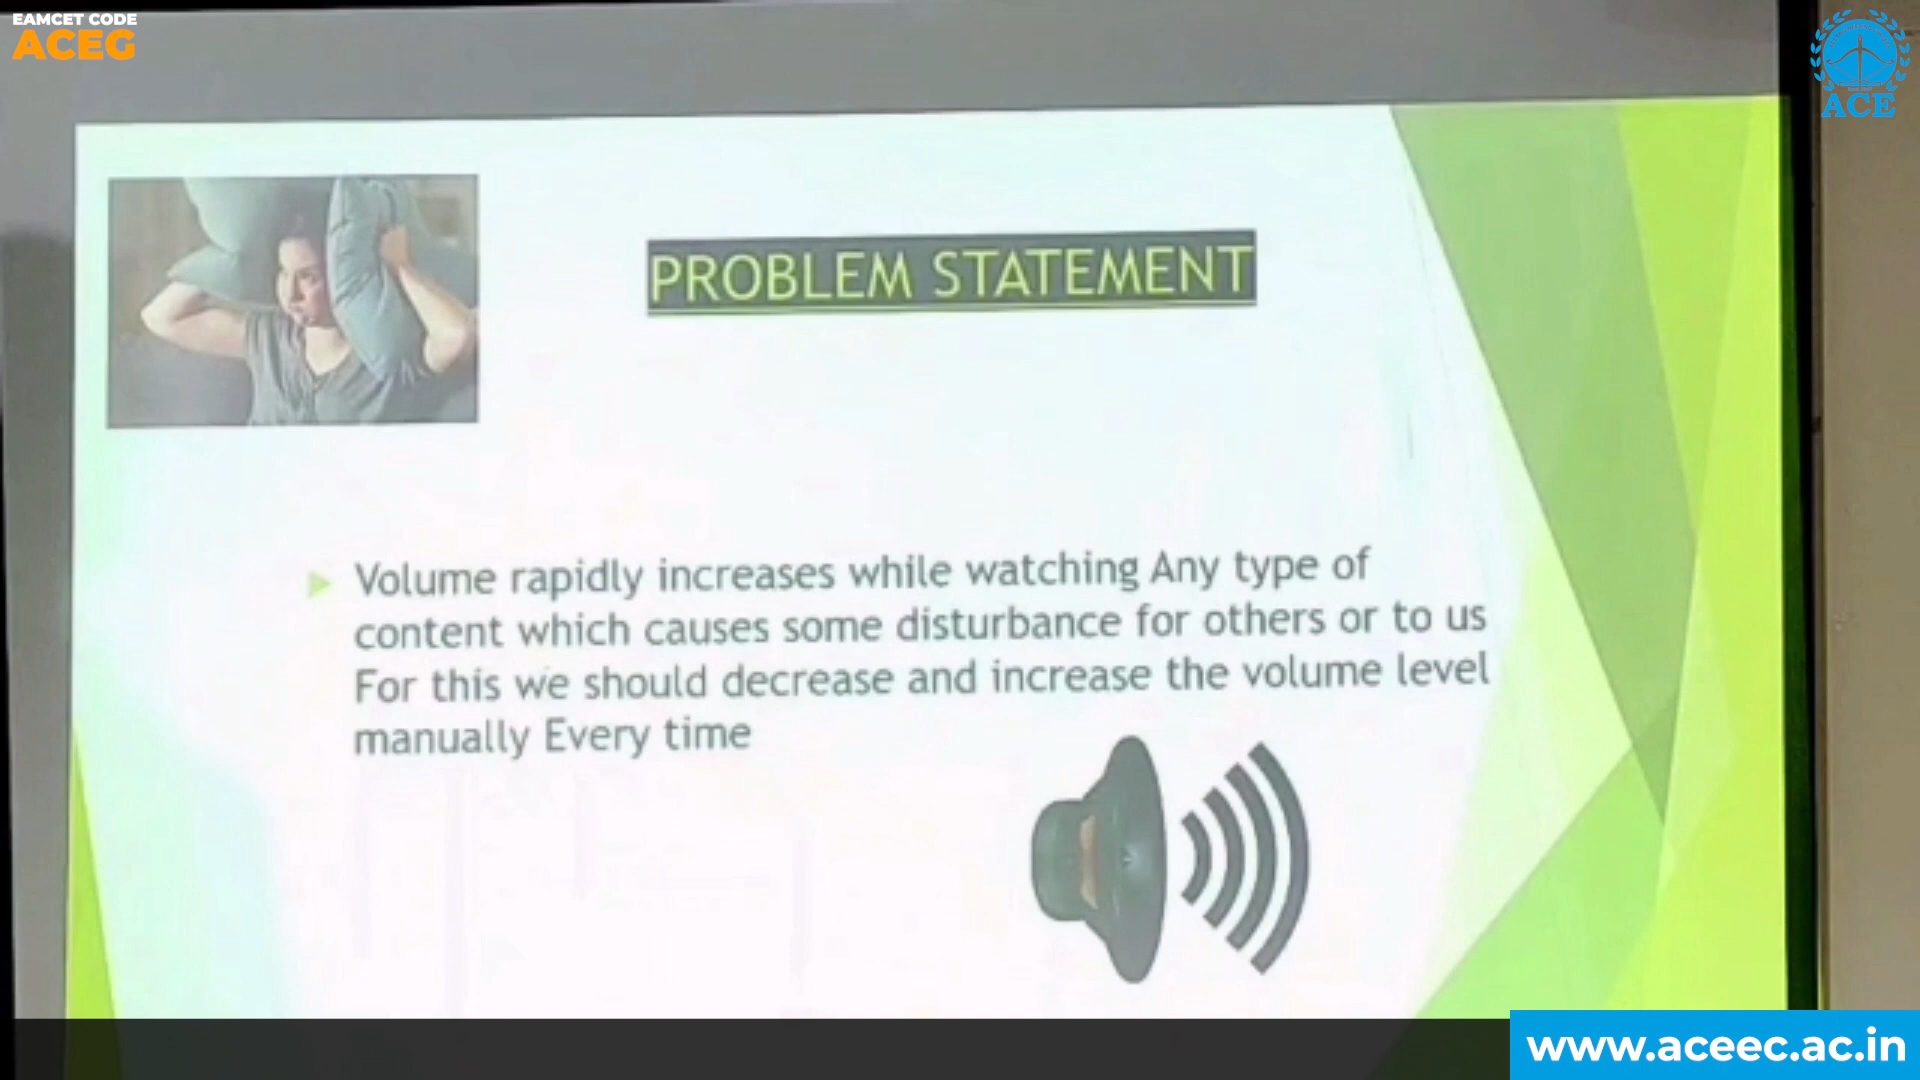 EAMCET CODE
ACEG
ACE
PROBLEM STATEMENT
Volume rapidly increases while watching Any type of
content which causes some disturbance for others or to us
For this we should decrease and increase the volume level
manually Every time
www.aceec.ac.in